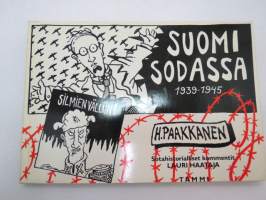 SUOMI
SODASSA
1939-1945
SILMIEN VÄLIIN
H.PAAKKANEN
Sotahistorialliset kommentit
LAURI HAATAJA
TAMMI